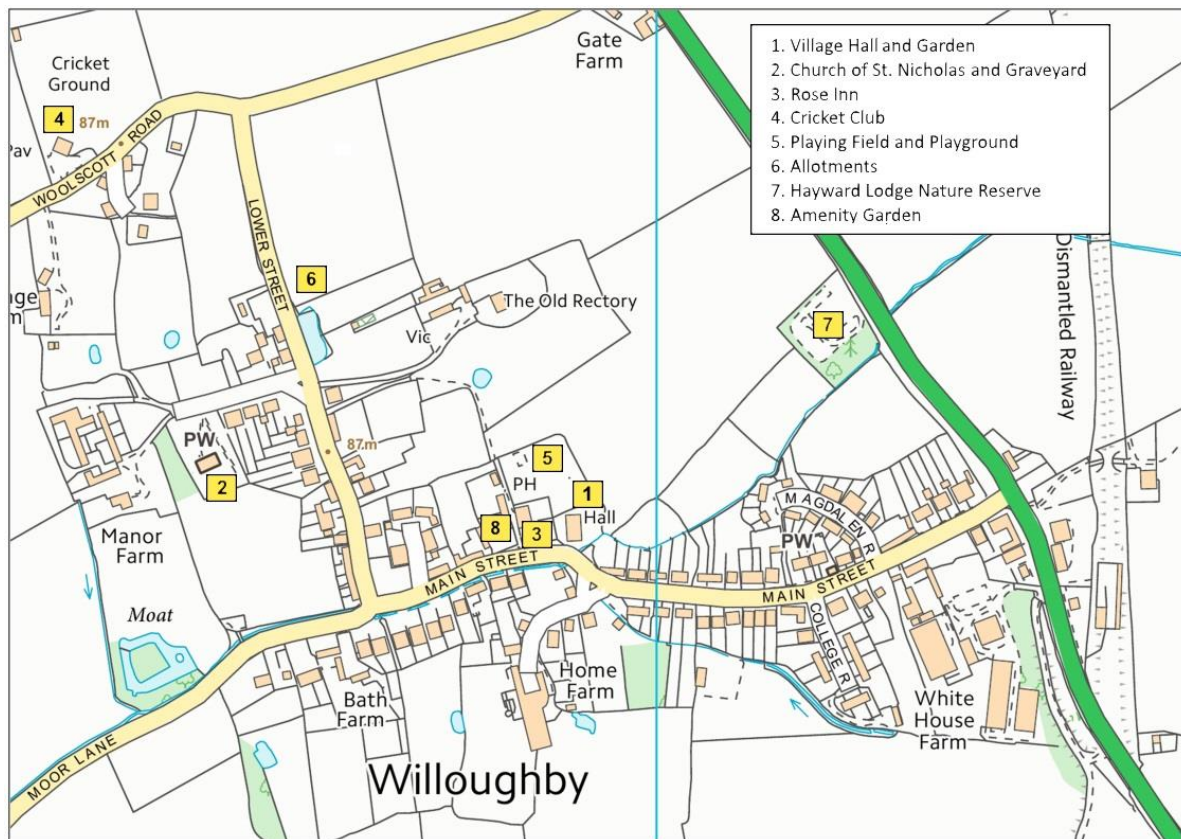 Gate
Farm
1. Village Hall and Garden
2. Church of St. Nicholas and Graveyard
3. Rose Inn
4. Cricket Club
5. Playing Field and Playground
6. Allotments
7. Hayward Lodge Nature Reserve
8. Amenity Garden
Cricket
Ground
4
87m
Pav
WOOLSCOTT ROAD
LOWER STREET
Dismantled Railway
6
The Old Rectory
Vic
7
87m
PW
2
5
PH
1
Hall
8
3
MAGDALEN R
PW
Manor
Farm
MAIN STREET
MAIN STREET
Moat
COLLEGE R
Home
Farm
Bath
Farm
White
House
Farm
MOOR LANE
Willoughby